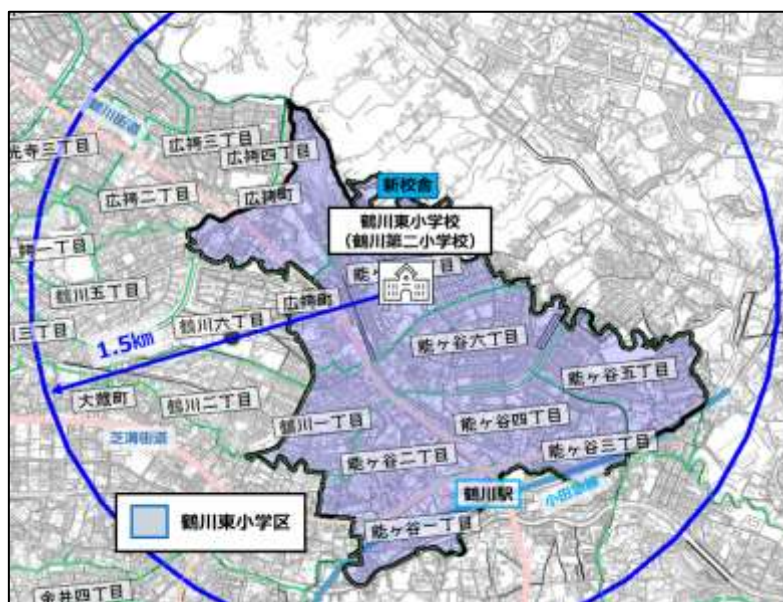 鶴川街道
広袴三丁目
光寺三丁目
広袴四丁目
広袴二丁目
広袴町
新校舎
鶴川東小学校
(鶴川第二小学校)
袴一丁目
鶴川五丁目
広袴町
川三丁目
鶴川六丁目
1.5km
能ヶ谷六丁目
能ヶ谷五丁目
大蔵町
鶴川二丁目
芝溝街道
鶴川一丁目
能ヶ谷四丁目
能ヶ谷二丁目
能ヶ谷三丁目
鶴川駅
小田急線
鶴川東小学区
能ヶ谷一丁目
金井四丁目